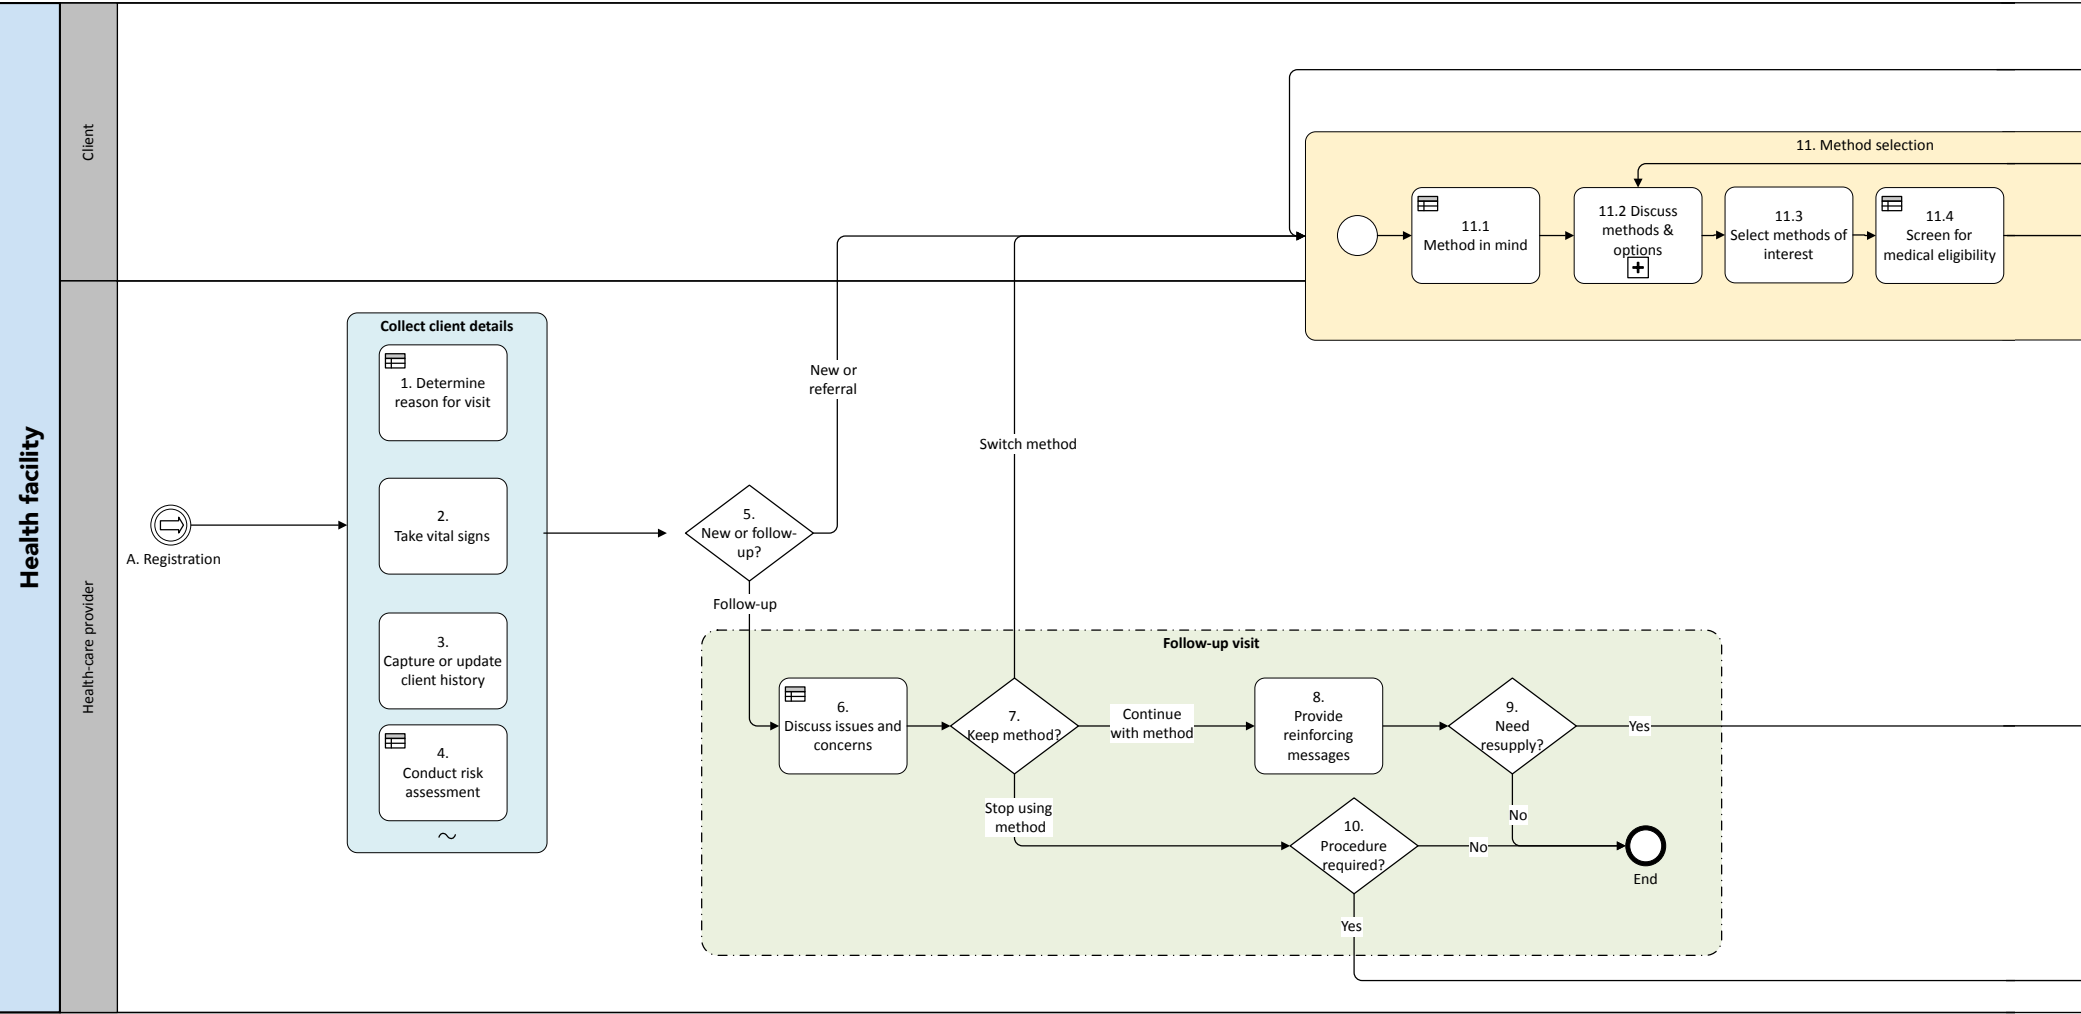 Health facility
Client
Health-care provider
A. Registration
Collect client details
1. Determine
reason for visit
2.
Take vital signs
3.
Capture or update
client history
4.
Conduct risk
assessment
5.
New or follow-
up?
New or
referral
Follow-up
Switch method
Follow-up visit
6.
Discuss issues and
concerns
7.
Keep method?
Continue
with method
8.
Provide
reinforcing
messages
9.
Need
resupply?
Yes
No
Stop using
method
10.
Procedure
required?
No
Yes
End
11. Method selection
11.1
Method in mind
11.2 Discuss
methods &
options
11.3
Select methods of
interest
11.4
Screen for
medical eligibility